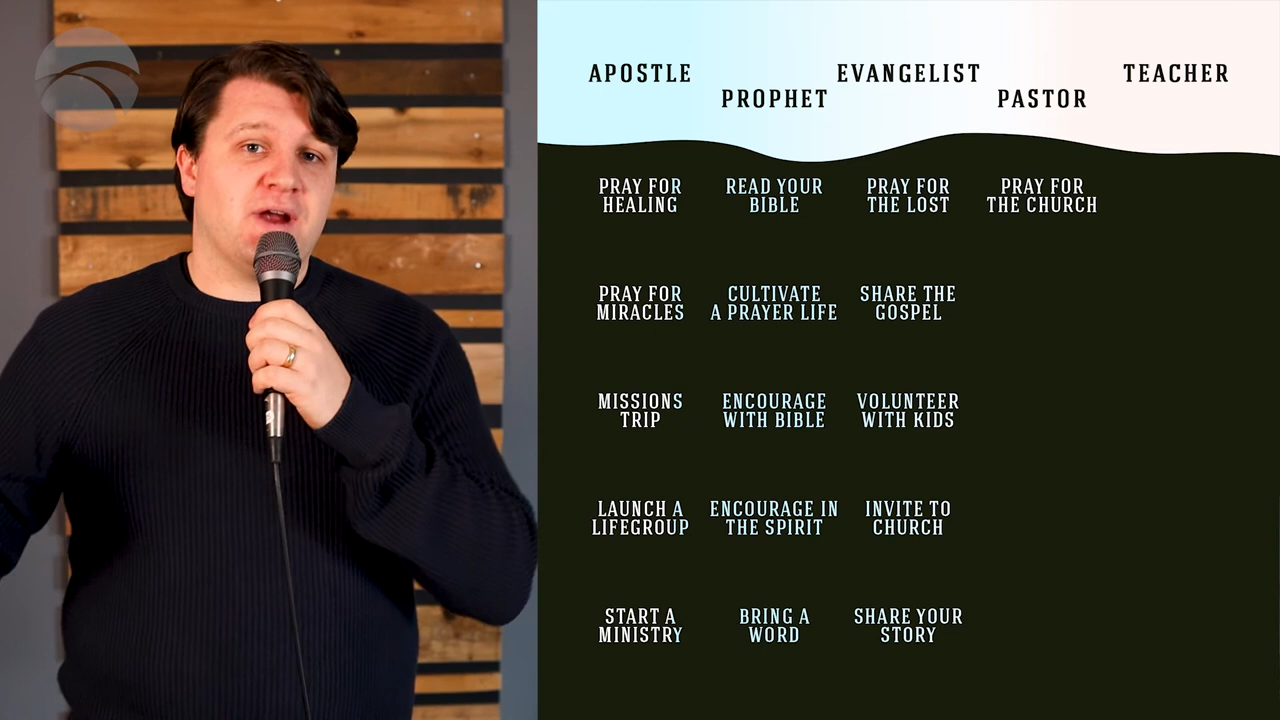 APOSTLE
PROPHET
EVANGELIST
PASTOR
TEACHER
PRAY FOR
HEALING
READ YOUR
BIBLE
PRAY FOR
THE LOST
PRAY FOR
THE CHURCH
PRAY FOR
MIRACLES
CULTIVATE
A PRAYER LIFE
SHARE THE
GOSPEL
MISSIONS
TRIP
ENCOURAGE
WITH BIBLE
VOLUNTEER
WITH KIDS
LAUNCH A
LIFEGROUP
ENCOURAGE IN
THE SPIRIT
INVITE TO
CHURCH
START A
MINISTRY
BRING A
WORD
SHARE YOUR
STORY